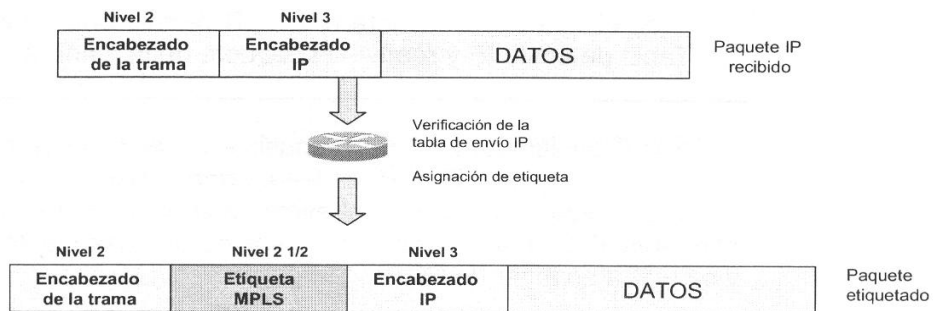 Nivel 2
Nivel 3
Encabezado
de la trama
Encabezado
IP
DATOS
Paquete IP
recibido
Verificación de la
tabla de envío IP
Asignación de etiqueta
Nivel 2
Nivel 2 1/2
Nivel 3
Encabezado
de la trama
Etiqueta
MPLS
Encabezado
IP
DATOS
Paquete
etiquetado